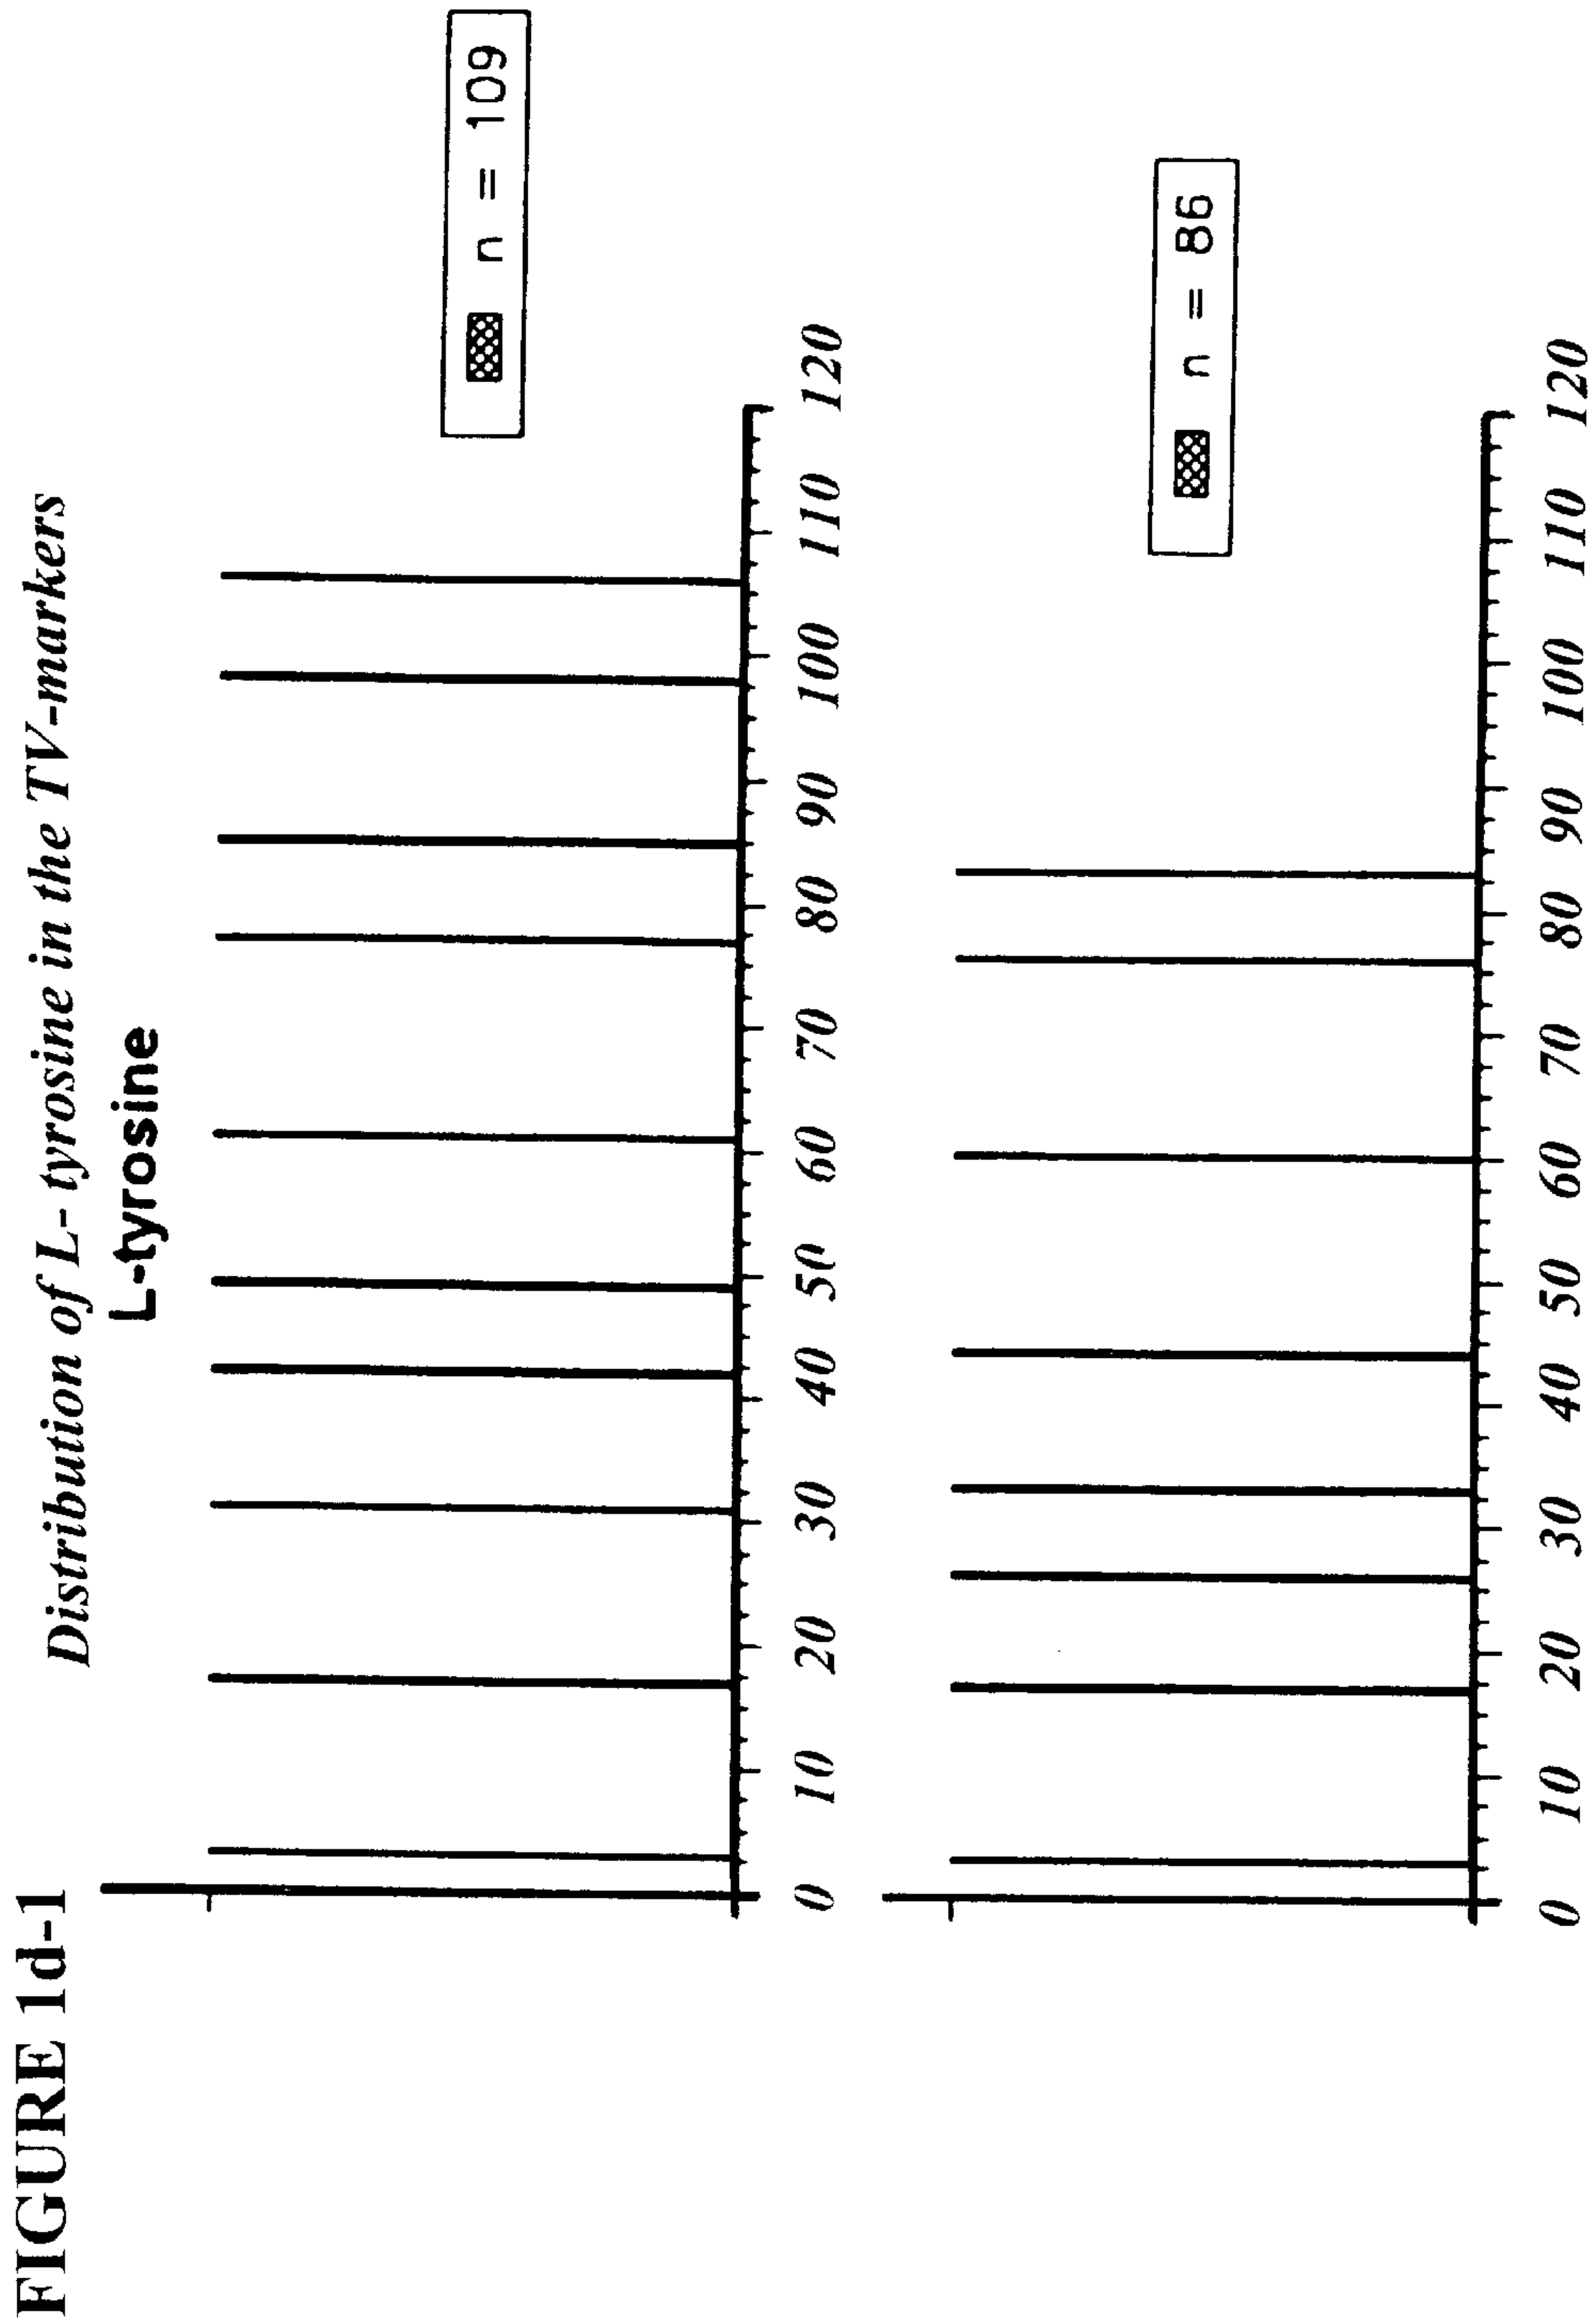 FIGURE 1d-1
Distribution of L-tyrosine in the TV-markers
L-tyrosine
n = 109
0 10 20 30 40 50 60 70 80 90 100 110 120
n = 86
0 10 20 30 40 50 60 70 80 90 100 110 120